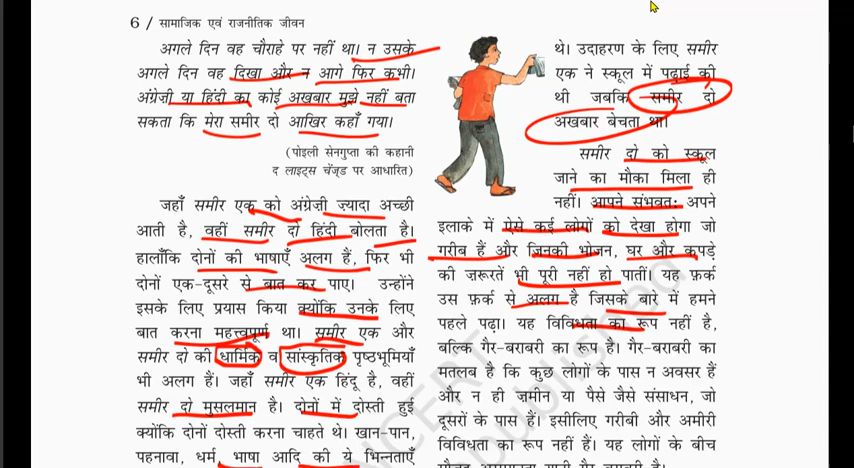 6 / सामाजिक एवं राजनीतिक जीवन
अगले दिन वह चौराहे पर नहीं था। न उसके
अगले दिन वह दिखा और न आगे फिर कभी।
अंग्रेज़ी या हिंदी का कोई अखबार मुझे नहीं बता
सकता कि मेरा समीर दो आखिर कहाँ गया।
(पोइली सेनगुप्ता की कहानी
द लाइट्स चेंज्ड पर आधारित)
जहाँ समीर एक को अंग्रेज़ी ज़्यादा अच्छी
आती है, वहीं समीर दो हिंदी बोलता है।
हालाँकि दोनों की भाषाएँ अलग हैं, फिर भी
दोनों एक-दूसरे से बात कर पाए। उन्होंने
इसके लिए प्रयास किया क्योंकि उनके लिए
बात करना महत्त्वपूर्ण था। समीर एक और
समीर दो की धार्मिक व सांस्कृतिक पृष्ठभूमियाँ
भी अलग हैं। जहाँ समीर एक हिंदू है, वहीं
समीर दो मुसलमान है। दोनों में दोस्ती हुई
क्योंकि दोनों दोस्ती करना चाहते थे। खान-पान,
पहनावा, धर्म, भाषा आदि की ये भिन्नताएँ
थे। उदाहरण के लिए समीर
एक ने स्कूल में पढ़ाई की
थी जबकि समीर दो
अखबार बेचता था।
समीर दो को स्कूल
जाने का मौका मिला ही
नहीं। आपने संभवत: अपने
इलाके में ऐसे कई लोगों को देखा होगा जो
गरीब हैं और जिनकी भोजन, घर और कपड़े
की ज़रूरतें भी पूरी नहीं हो पातीं। यह फ़र्क
उस फ़र्क से अलग है जिसके बारे में हमने
पहले पढ़ा। यह विविधता का रूप नहीं है,
बल्कि गैर-बराबरी का रूप है। गैर-बराबरी का
मतलब है कि कुछ लोगों के पास न अवसर हैं
और न ही ज़मीन या पैसे जैसे संसाधन, जो
दूसरों के पास हैं। इसीलिए गरीबी और अमीरी
विविधता का रूप नहीं हैं। यह लोगों के बीच